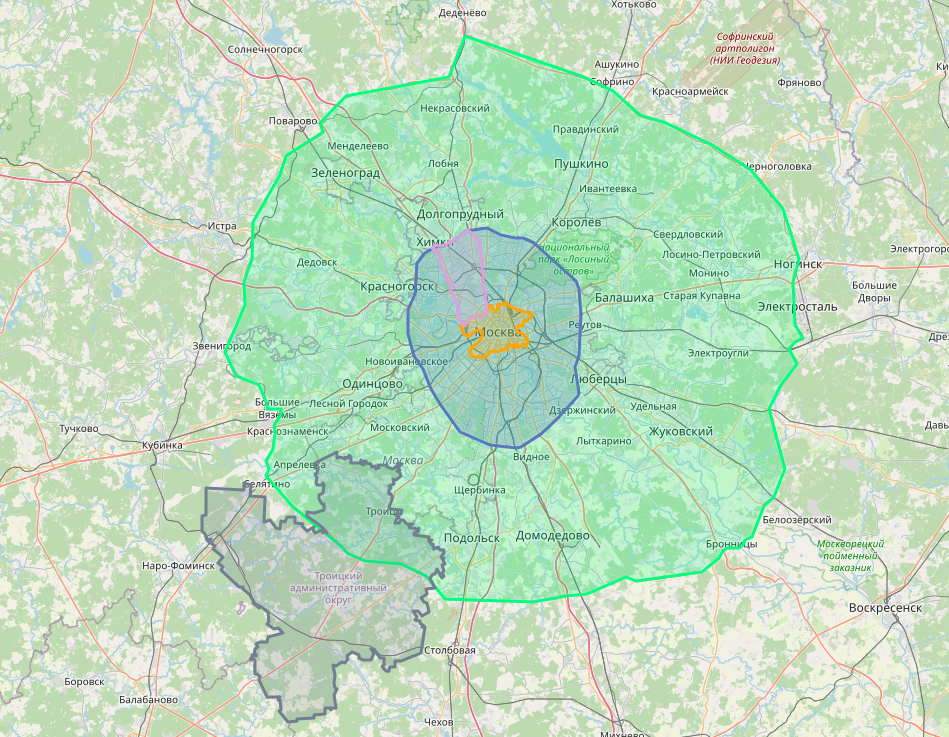 Деденёво
Хотьково
Солнечногорск
Софринский
артполигон
(НИИ Геодезия)
Ашукино
Софрино
Красноармейск
Фряново
Некрасовский
Поварово
Правдинский
Менделеево
Лобня
Пушкино
Черноголовка
Зеленоград
Ивантеевка
Долгопрудный
Истра
Королёв
Химки
Свердловский
Национальный
парк «Лосиный
остров»
Лосино-Петровский
Электрогорс
Дедовск
Ногинск
Монино
Красногорск
Большие
Дворы
Балашиха
Старая Купавна
Электросталь
Москва
Реутов
Звенигород
Электроугли
Новоивановское
Одинцово
Люберцы
Большие
Вязёмы
Лесной Городок
Дзержинский
Удельная
Тучково
Московский
Краснознаменск
Жуковский
Кубинка
Лыткарино
Москва
Видное
Апрелевка
Селятино
Щербинка
Троицк
Белоозёрский
Подольск
Домодедово
Бронницы
Москворецкий
пойменный
заказник
Наро-Фоминск
Троицкий
административный
округ
Воскресенск
Столбовая
Боровск
Балабаново
Чехов
Михнево